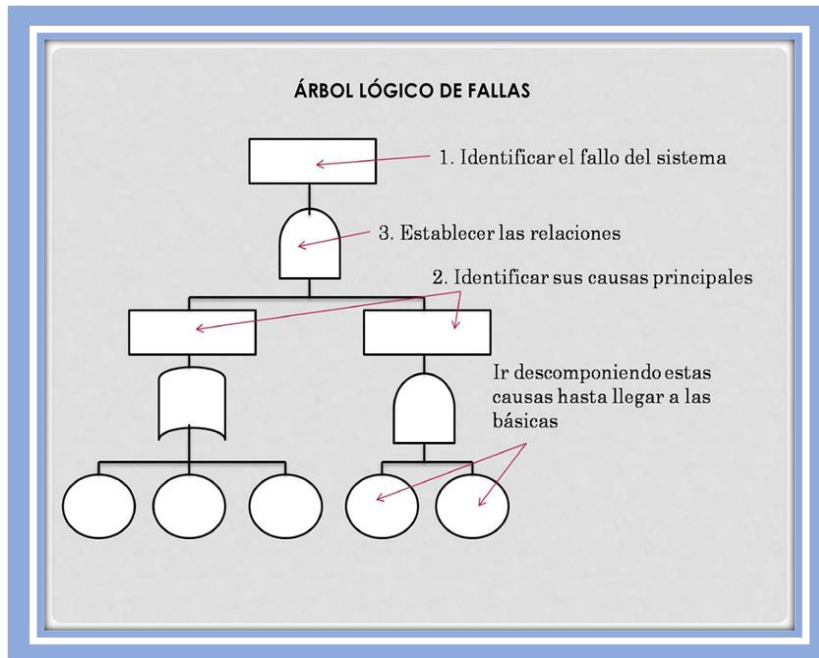 ÁRBOL LÓGICO DE FALLAS
1. Identificar el fallo del sistema
3. Establecer las relaciones
2. Identificar sus causas principales
Ir descomponiendo estas
causas hasta llegar a las
básicas